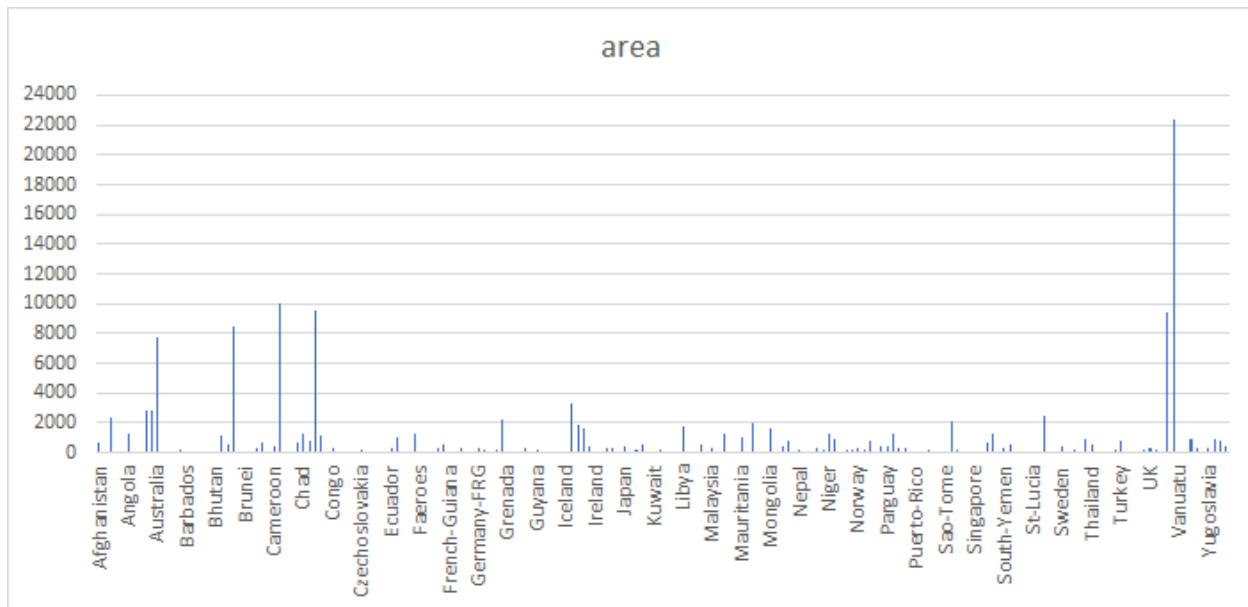 area
24000
22000
20000
18000
16000
14000
12000
10000
8000
6000
4000
2000
0
Afghanistan
Angola
Australia
Barbados
Bhutan
Brunei
Cameroon
Chad
Congo
Czechoslovakia
Ecuador
Faeroes
French-Guiana
Germany-FRG
Grenada
Guyana
Iceland
Ireland
Japan
Kuwait
Libya
Malaysia
Mauritania
Mongolia
Nepal
Niger
Norway
Parguay
Puerto-Rico
Sao-Tome
Singapore
South-Yemen
St-Lucia
Sweden
Thailand
Turkey
UK
Vanuatu
Yugoslavia